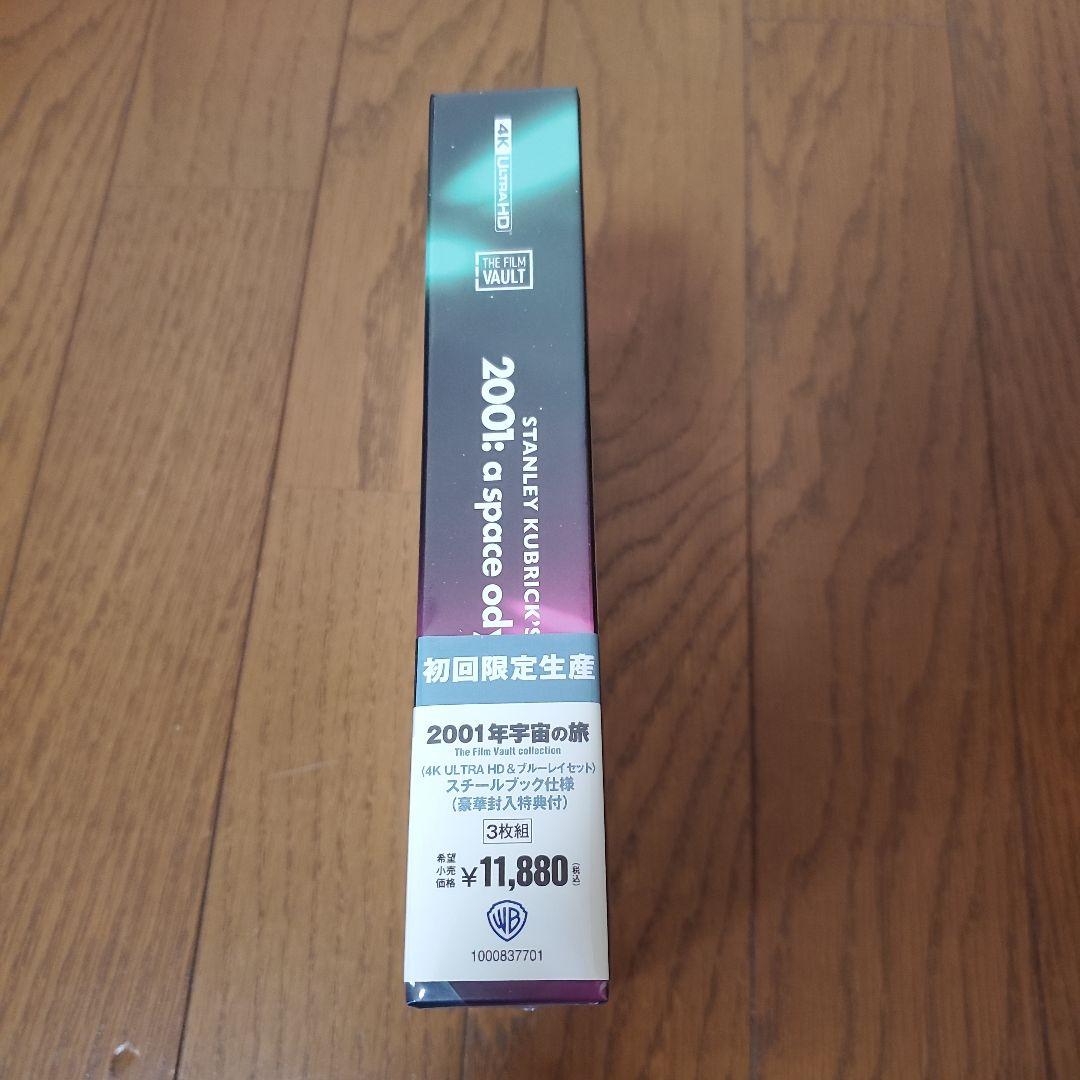 4K ULTRAHD
THE FILM
VAULT
STANLEY KUBRICK'S
2001: a space ody
初回限定生産
2001年宇宙の旅
The Film Vault collection
(4K ULTRA HD&ブルーレイセット)
スチールブック仕様
(豪華封入特典付)
3枚組
希望
小売
価格
¥11,880
(税込)
WB
1000837701